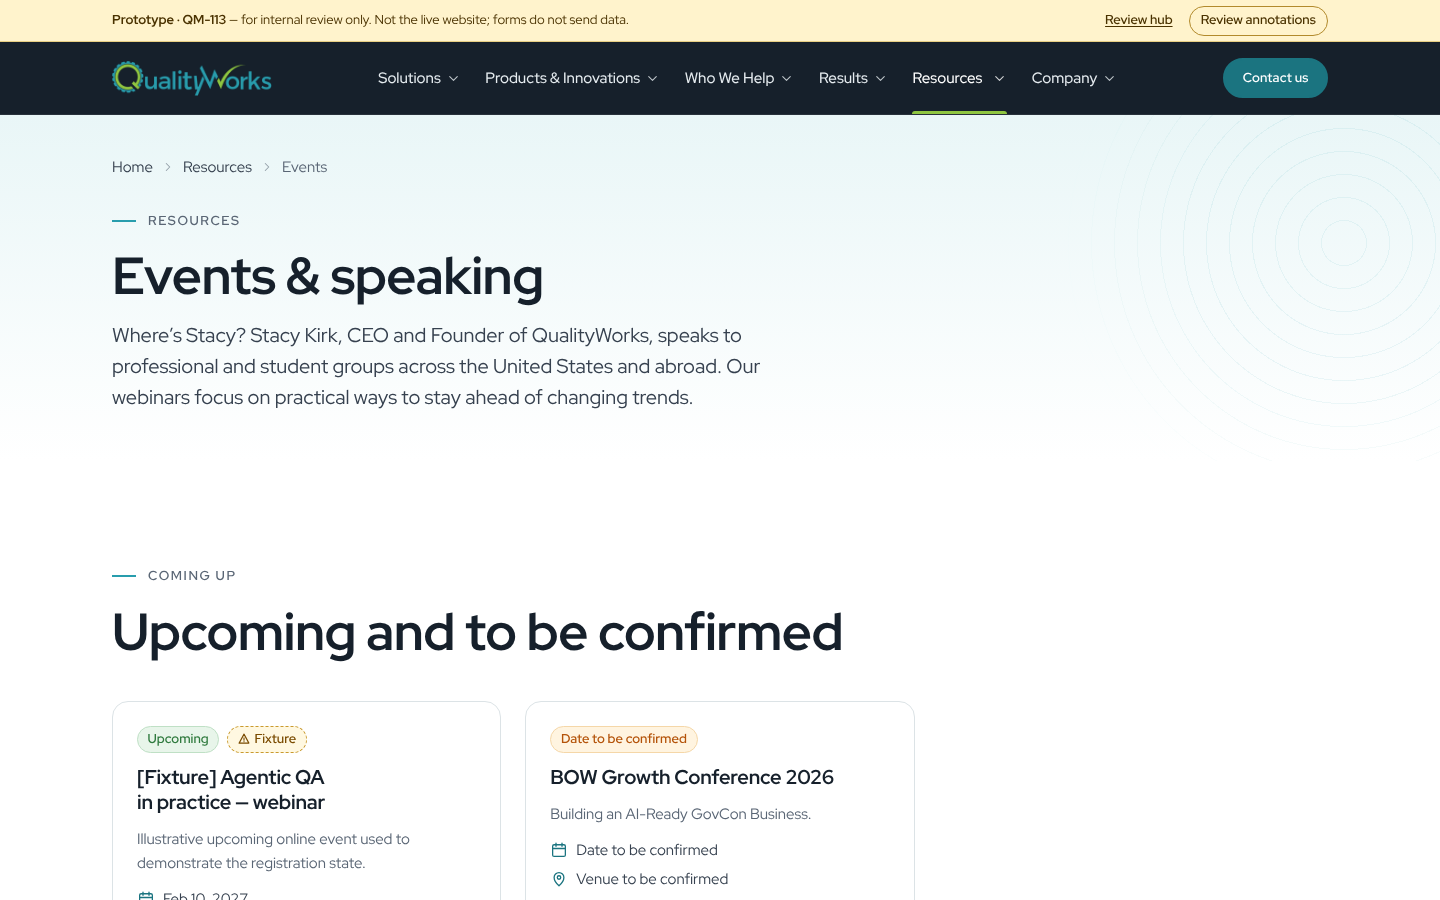 Prototype · QM-113 — for internal review only. Not the live website; forms do not send data.
Review hub
Review annotations
QualityWorks
Solutions
Products & Innovations
Who We Help
Results
Resources
Company
Contact us
Home
Resources
Events
RESOURCES
Events & speaking
Where’s Stacy? Stacy Kirk, CEO and Founder of QualityWorks, speaks to
professional and student groups across the United States and abroad. Our
webinars focus on practical ways to stay ahead of changing trends.
COMING UP
Upcoming and to be confirmed
Upcoming
Fixture
[Fixture] Agentic QA
in practice — webinar
Illustrative upcoming online event used to
demonstrate the registration state.
Feb 10, 2027
Date to be confirmed
BOW Growth Conference 2026
Building an AI-Ready GovCon Business.
Date to be confirmed
Venue to be confirmed